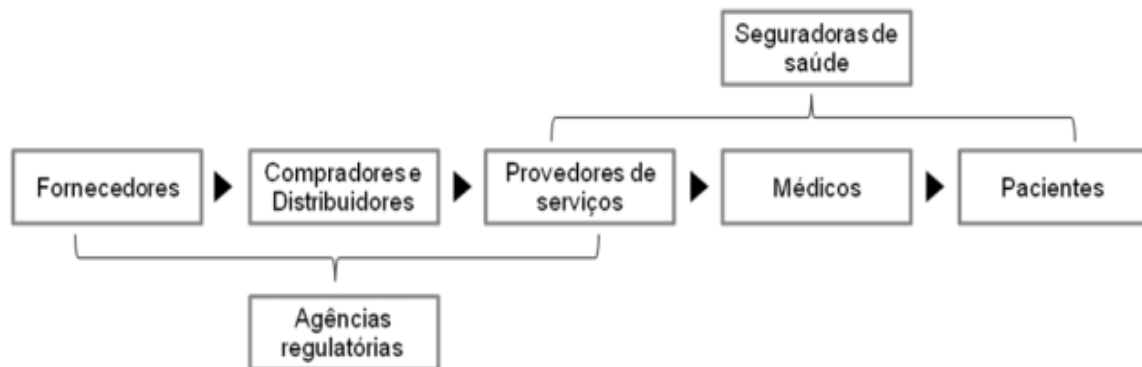 Seguradoras de
saúde
Fornecedores
Compradores e
Distribuidores
Provedores de
serviços
Médicos
Pacientes
Agências
regulatórias